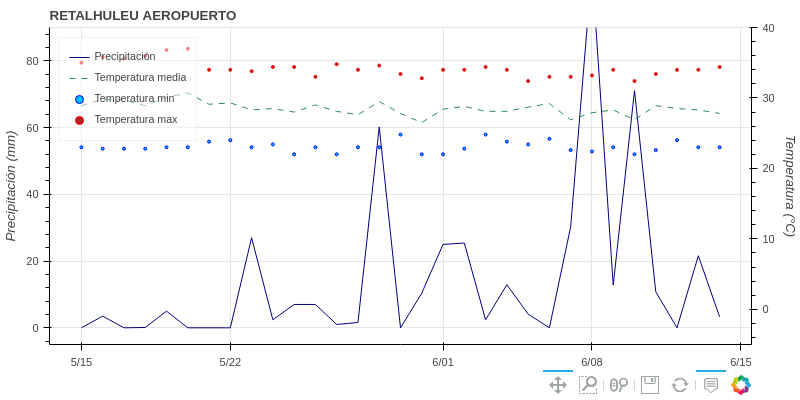 RETALHULEU AEROPUERTO
Precipitación
Temperatura media
Temperatura min
Temperatura max
Precipitación (mm)
80
60
40
20
0
Temperatura (°C)
40
30
20
10
0
5/15
5/22
6/01
6/08
6/15